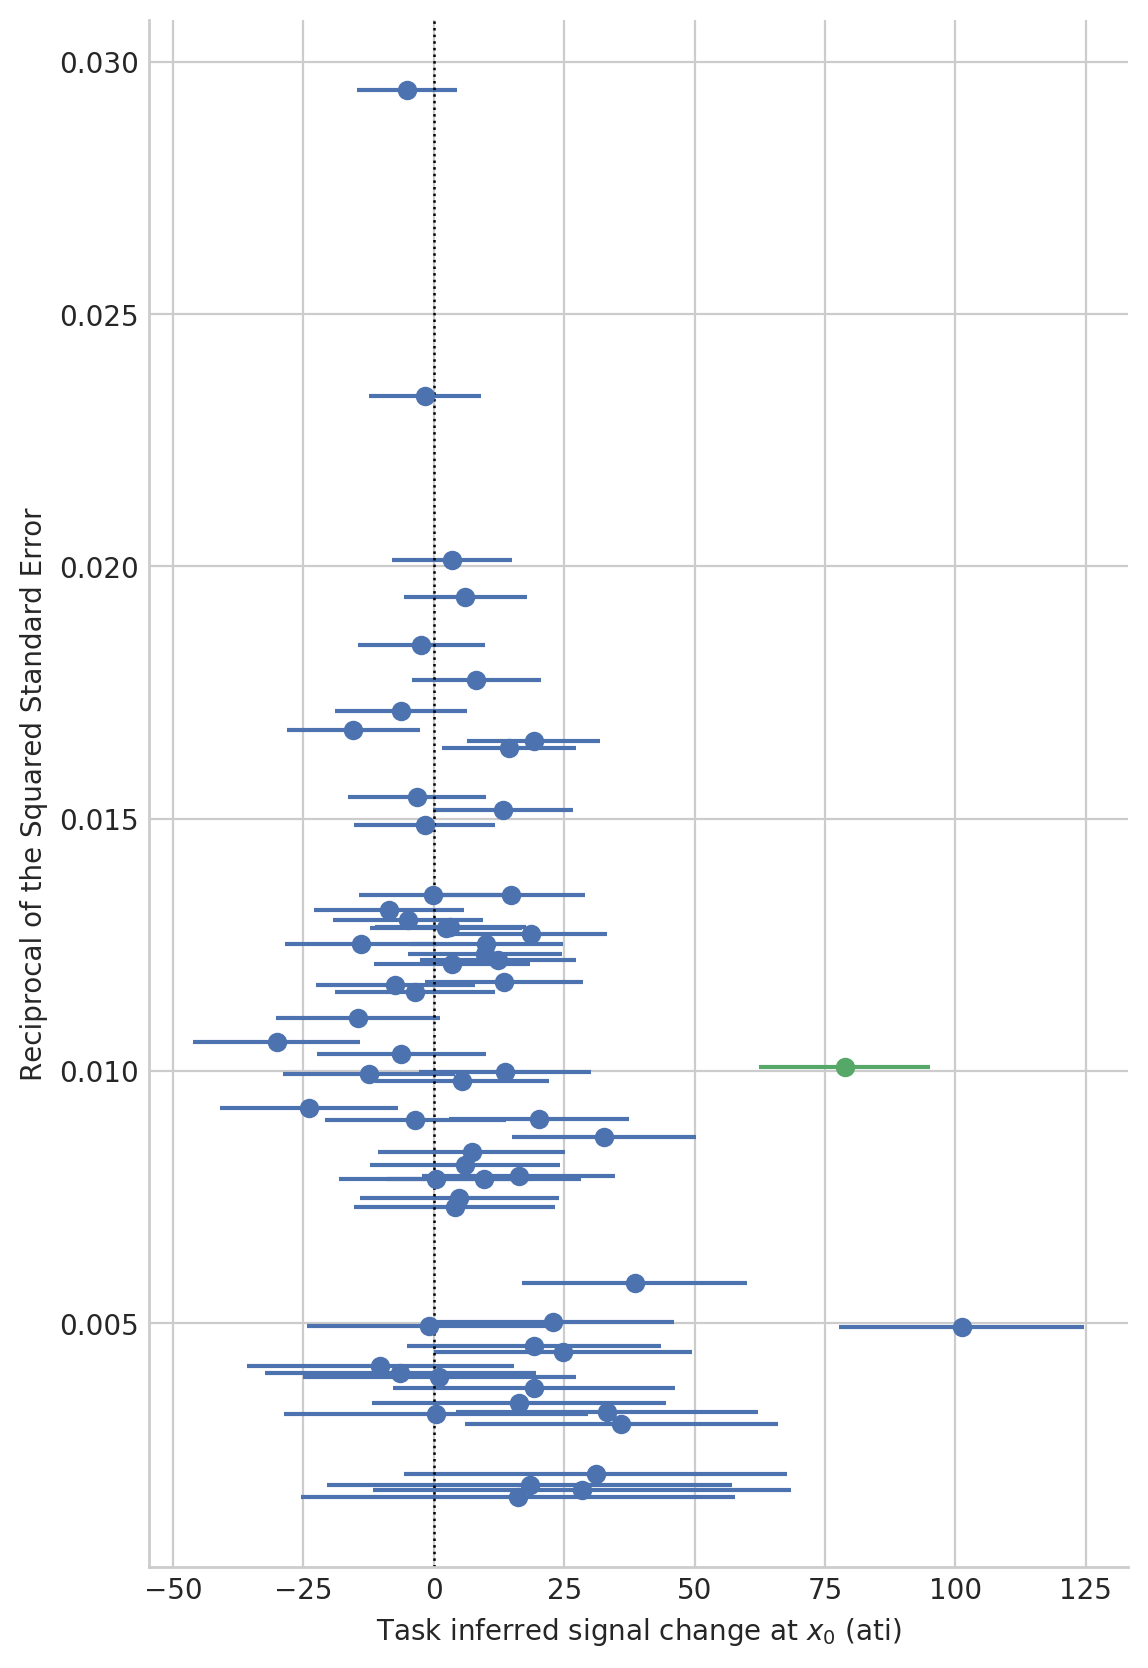 0.030
0.025
0.020
0.015
0.010
0.005
Reciprocal of the Squared Standard Error
−50 −25 0 25 50 75 100 125
Task inferred signal change at x₀ (ati)